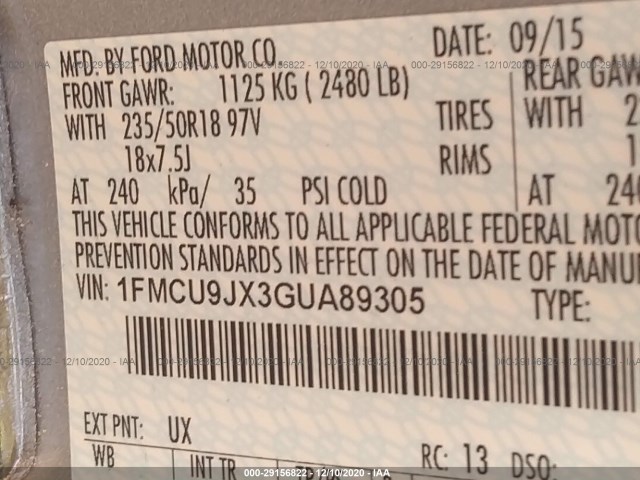 MFD. BY FORD MOTOR CO. DATE: 09/15
FRONT GAWR: 1125 KG ( 2480 LB) REAR GAW
WITH 235/50R18 97V TIRES WITH 2
18x7.5J RIMS 1
AT 240 kPa/ 35 PSI COLD AT 240
THIS VEHICLE CONFORMS TO ALL APPLICABLE FEDERAL MOTO
PREVENTION STANDARDS IN EFFECT ON THE DATE OF MANU
VIN: 1FMCU9JX3GUA89305 TYPE:
EXT PNT: UX RC: 13 DSO:
WB INT TR
000-29156822 - 12/10/2020 - IAA